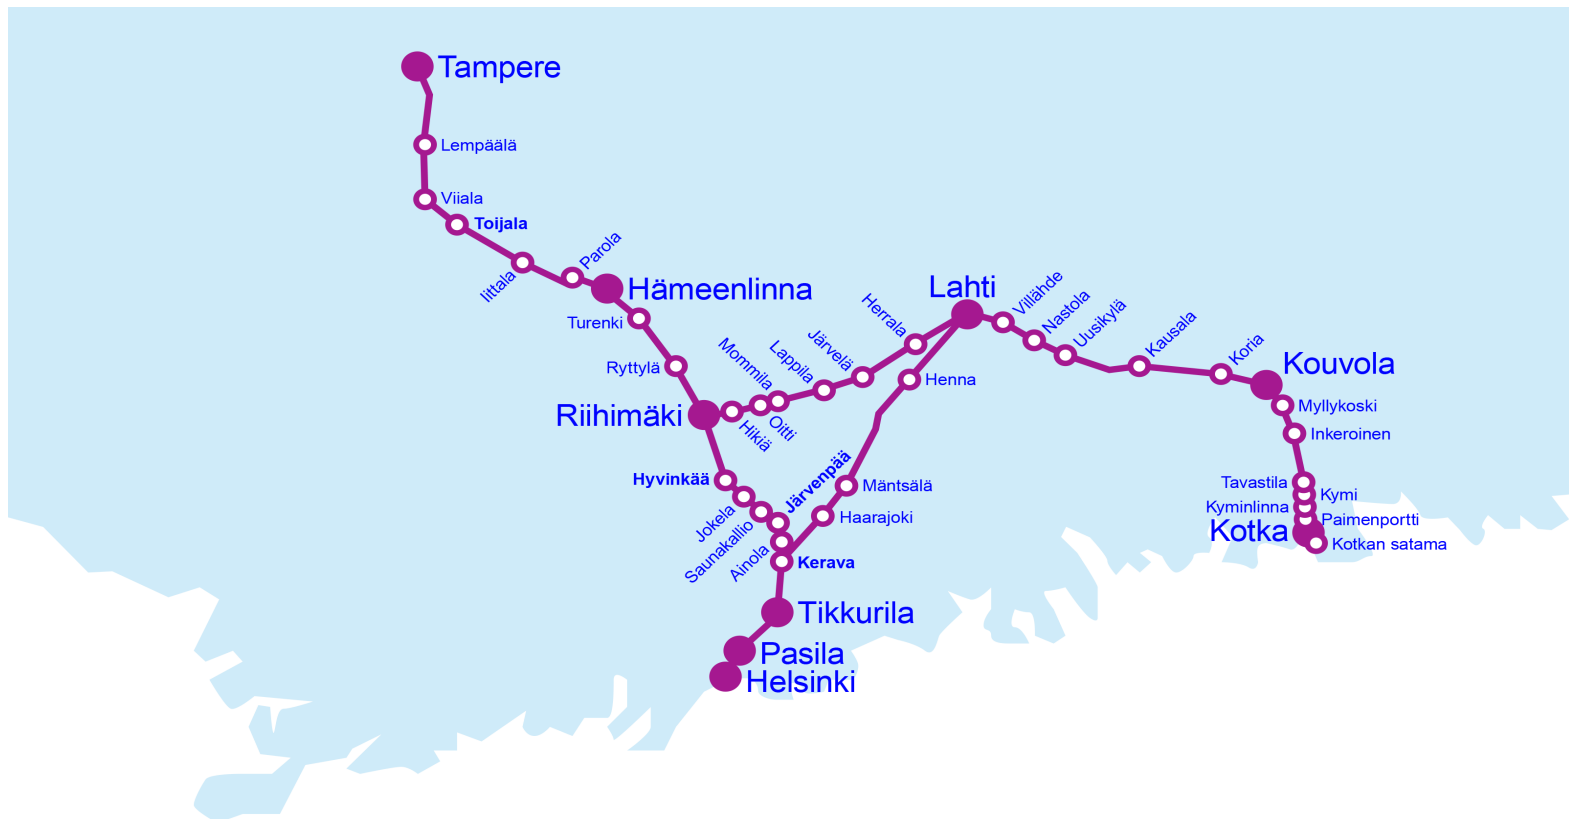 Tampere
Lempäälä
Viiala
Toijala
Parola
Iittala
Hämeenlinna
Turenki
Ryttylä
Riihimäki
Hikiä
Mommila
Oitti
Lappila
Järvelä
Herrala
Lahti
Henna
Mäntsälä
Haarajoki
Villähde
Nastola
Uusikylä
Kausala
Koria
Kouvola
Myllykoski
Inkeroinen
Tavastila
Kymi
Kyminlinna
Paimenportti
Kotka
Kotkan satama
Hyvinkää
Jokela
Saunakallio
Järvenpää
Ainola
Kerava
Tikkurila
Pasila
Helsinki